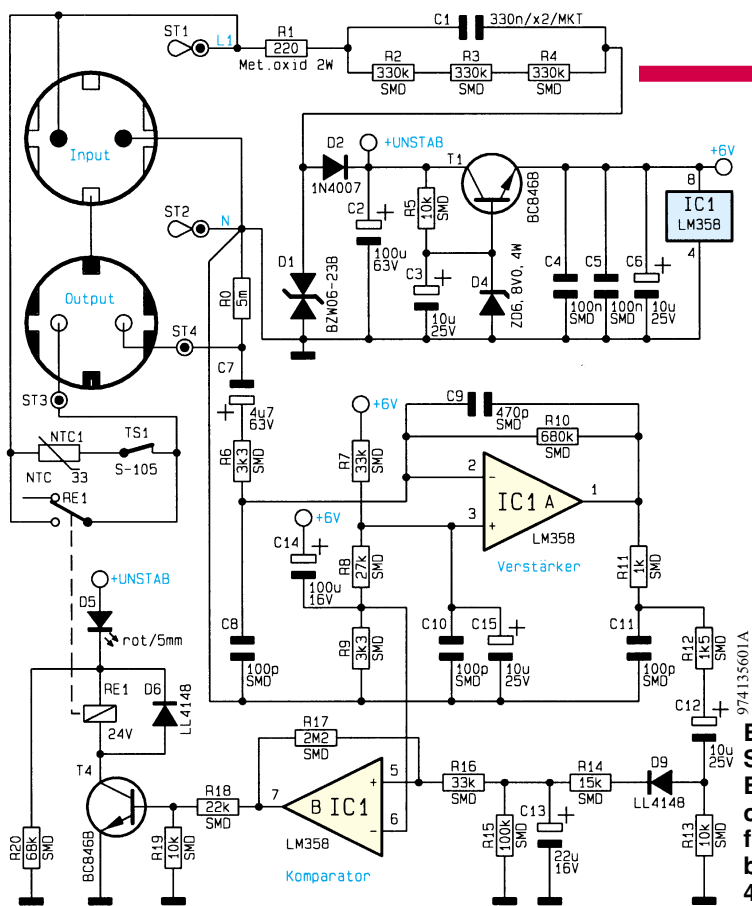 ST1
L1
R1
220
Met.oxid 2W
C1
330n/x2/MKT
R2
330k
SMD
R3
330k
SMD
R4
330k
SMD
Input
D2
1N4007
+UNSTAB
T1
BC846B
+6V
8
IC1
LM358
4
R5
10k
SMD
ST2
N
C2
+
100u
63V
D1
BZW06-23B
C3
+
10u
25V
D4
ZD6, 8V0, 4W
C4
100n
SMD
C5
100n
SMD
C6
+
10u
25V
Output
R0
5m
ST4
C7
+
4u7
63V
ST3
NTC1
NTC 33
TS1
S-105
RE1
R6
3k3
SMD
+6V
R7
33k
SMD
C9
470p
SMD
R10
680k
SMD
2
-
IC1 A
1
3
+
LM358
Verstärker
+6V
C14
+
100u
16V
R8
27k
SMD
R11
1k
SMD
+UNSTAB
D5
rot/5mm
C8
100p
SMD
R9
3k3
SMD
C10
100p
SMD
C15
+
10u
25V
C11
100p
SMD
R12
1k5
SMD
C12
+
10u
25V
974135601A
RE1
24V
D6
LL4148
R17
2M2
SMD
T4
BC846B
R18
22k
SMD
7
B IC1
5
+
6
-
LM358
Komparator
R16
33k
SMD
R14
15k
SMD
D9
LL4148
R20
68k
SMD
R19
10k
SMD
R15
100k
SMD
C13
+
22u
16V
R13
10k
SMD
S
f
b
4